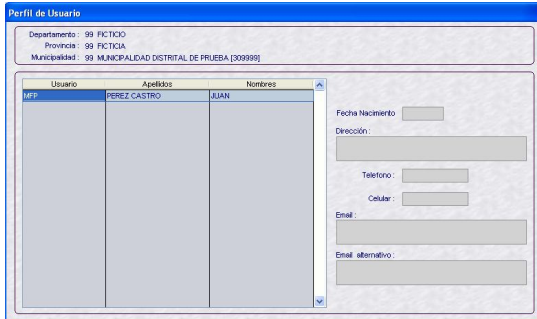 Perfil de Usuario
Departamento : 99 FICTICIO
Provincia : 99 FICTICIA
Municipalidad : 99 MUNICIPALIDAD DISTRITAL DE PRUEBA [309999]
Usuario Apellidos Nombres
MFP PEREZ CASTRO JUAN
Fecha Nacimiento
Dirección :
Telefono :
Celular :
Email :
Email alternativo :